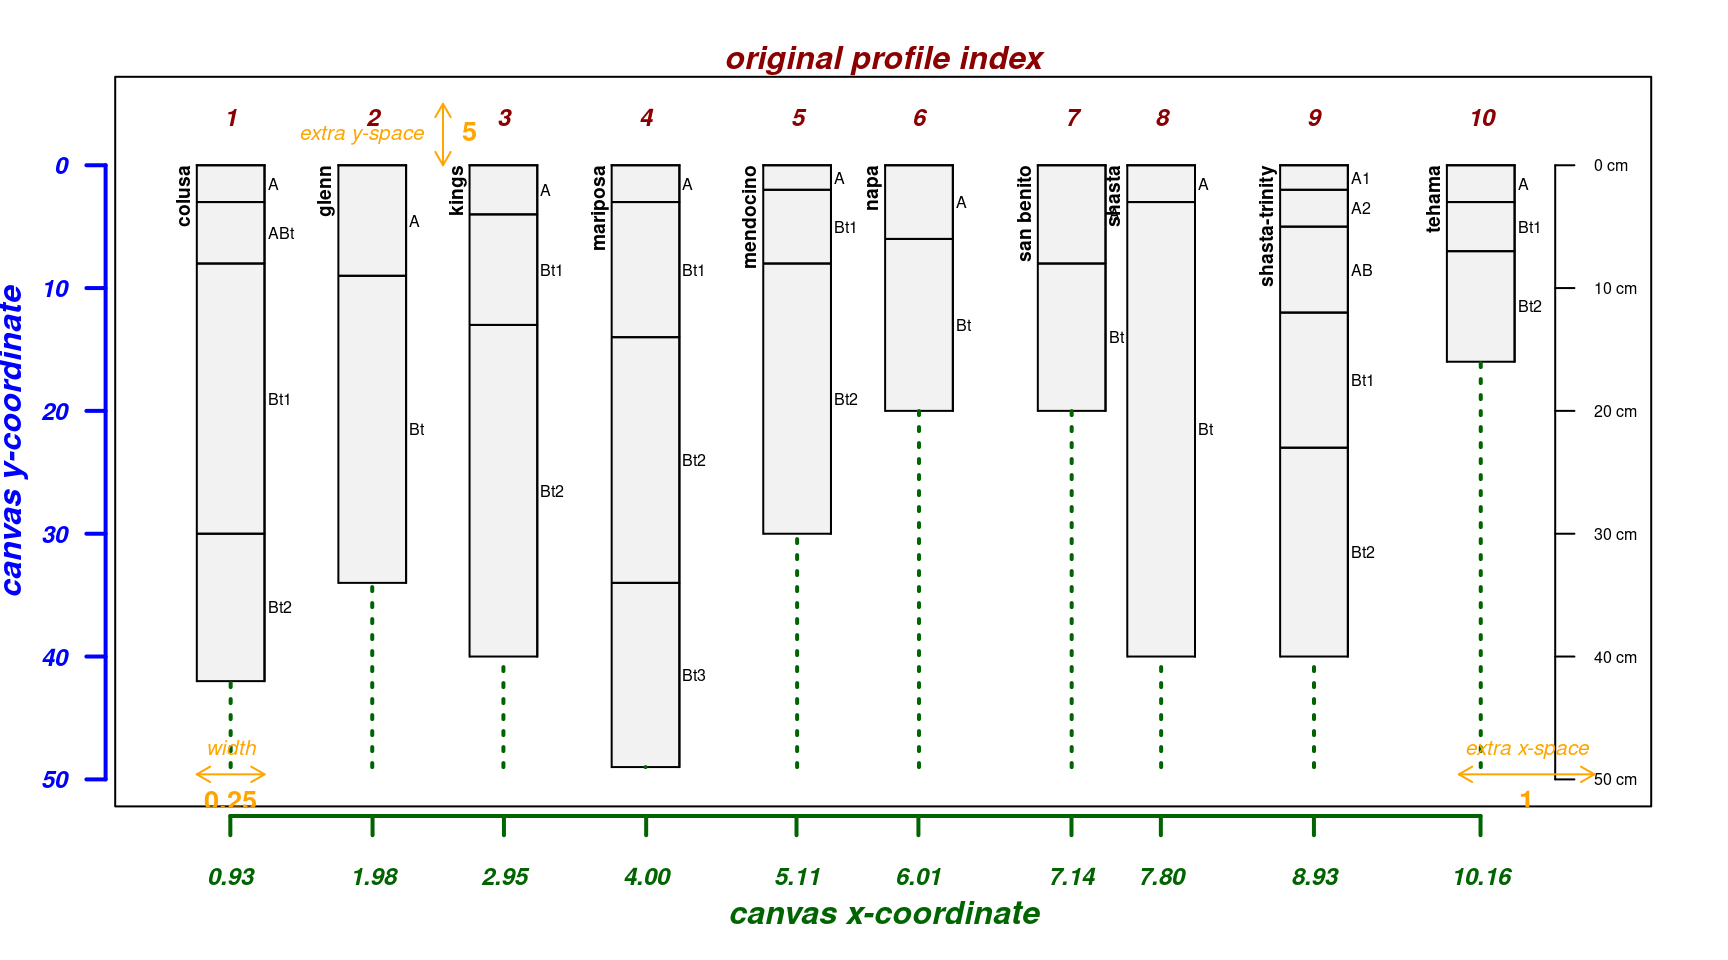 original profile index
1 2 3 4 5 6 7 8 9 10
extra y-space 5
canvas y-coordinate
0
10
20
30
40
50
colusa
A
ABt
Bt1
Bt2
glenn
A
Bt
kings
A
Bt1
Bt2
mariposa
A
Bt1
Bt2
Bt3
mendocino
A
Bt1
Bt2
napa
A
Bt
san benito
Bt
shasta
A
Bt
shasta-trinity
A1
A2
AB
Bt1
Bt2
tehama
A
Bt1
Bt2
0 cm
10 cm
20 cm
30 cm
40 cm
50 cm
width
0.25
extra x-space
1
0.93 1.98 2.95 4.00 5.11 6.01 7.14 7.80 8.93 10.16
canvas x-coordinate